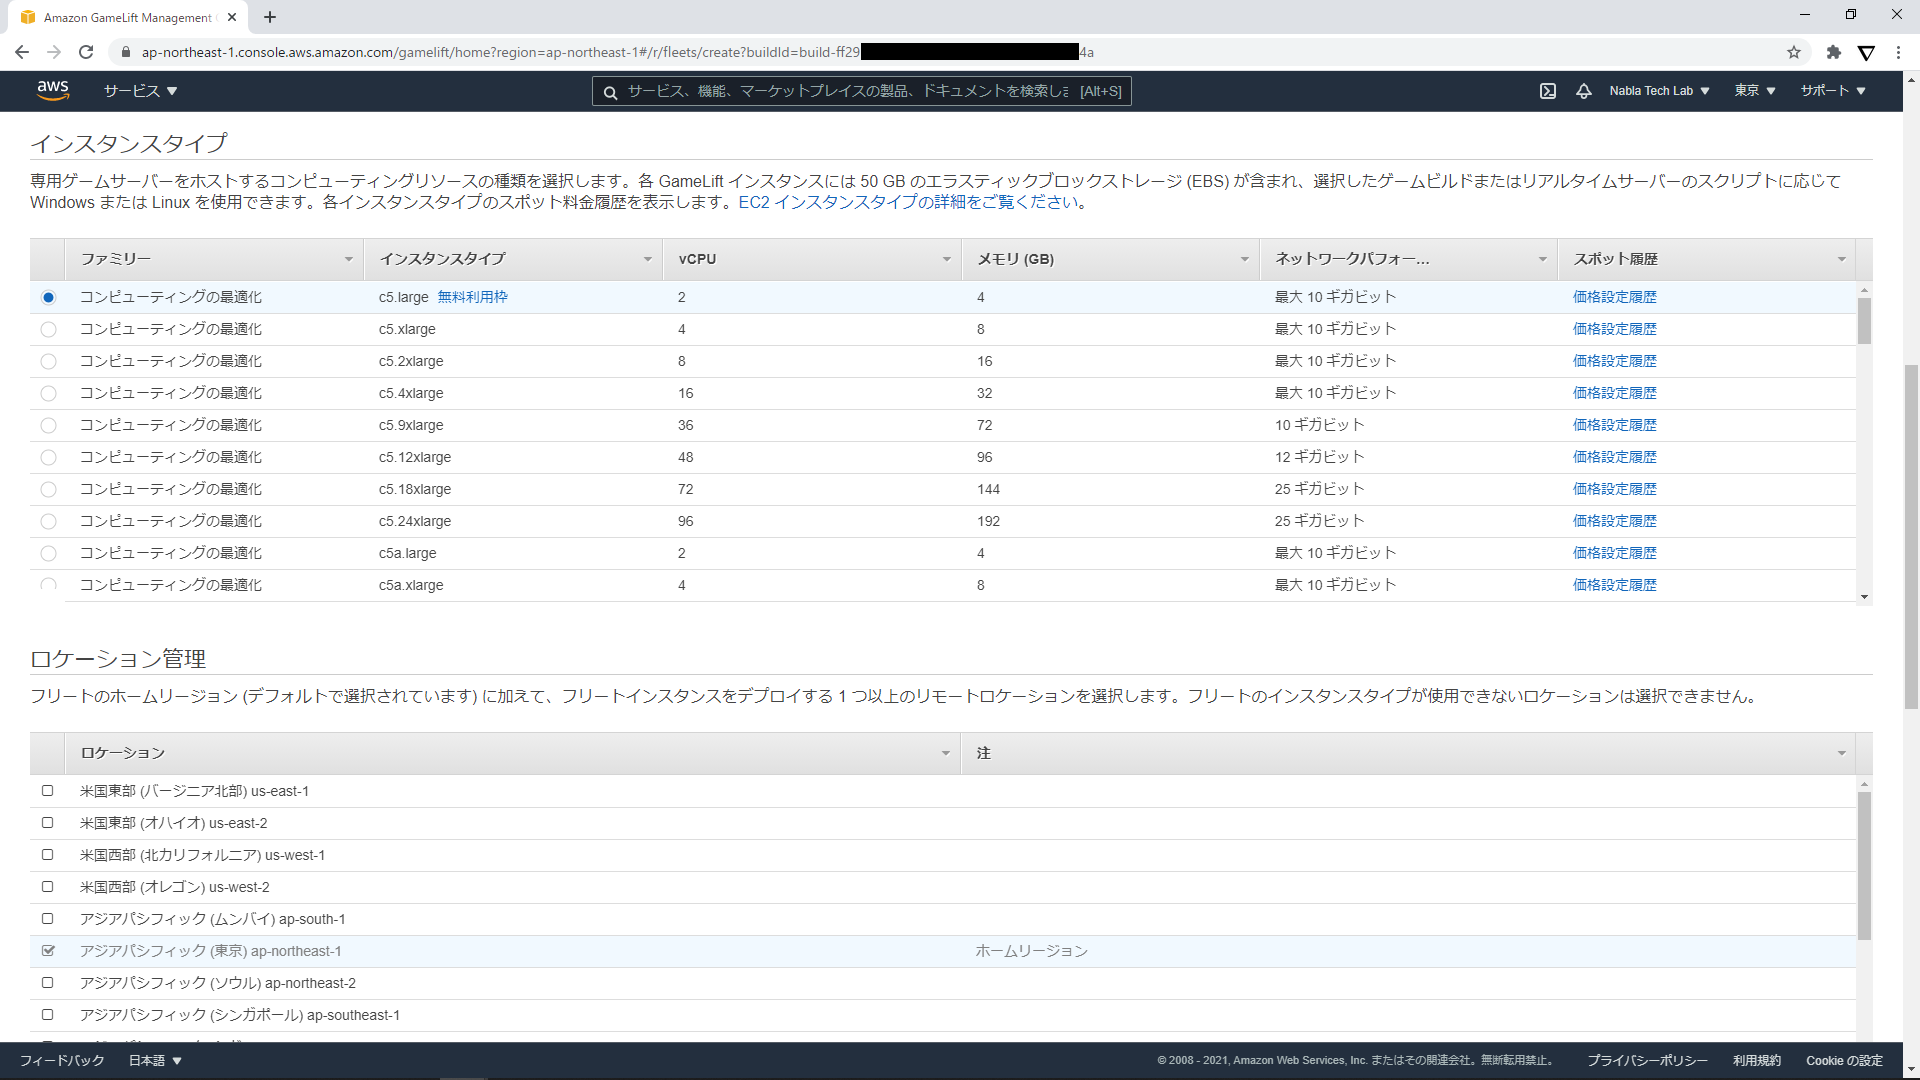 Amazon GameLift Management
ap-northeast-1.console.aws.amazon.com/gamelift/home?region=ap-northeast-1#/r/fleets/create?buildId=build-ff29
4a
aws
サービス
サービス、機能、マーケットプレイスの製品、ドキュメントを検索しま
[Alt+S]
Nabla Tech Lab
東京
サポート
インスタンスタイプ
専用ゲームサーバーをホストするコンピューティングリソースの種類を選択します。各 GameLift インスタンスには 50 GB のエラスティックブロックストレージ (EBS) が含まれ、選択したゲームビルドまたはリアルタイムサーバーのスクリプトに応じて
Windows または Linux を使用できます。各インスタンスタイプのスポット料金履歴を表示します。EC2 インスタンスタイプの詳細をご覧ください。
ファミリー インスタンスタイプ vCPU メモリ (GB) ネットワークパフォー... スポット履歴
コンピューティングの最適化 c5.large 無料利用枠 2 4 最大 10 ギガビット 価格設定履歴
コンピューティングの最適化 c5.xlarge 4 8 最大 10 ギガビット 価格設定履歴
コンピューティングの最適化 c5.2xlarge 8 16 最大 10 ギガビット 価格設定履歴
コンピューティングの最適化 c5.4xlarge 16 32 最大 10 ギガビット 価格設定履歴
コンピューティングの最適化 c5.9xlarge 36 72 10 ギガビット 価格設定履歴
コンピューティングの最適化 c5.12xlarge 48 96 12 ギガビット 価格設定履歴
コンピューティングの最適化 c5.18xlarge 72 144 25 ギガビット 価格設定履歴
コンピューティングの最適化 c5.24xlarge 96 192 25 ギガビット 価格設定履歴
コンピューティングの最適化 c5a.large 2 4 最大 10 ギガビット 価格設定履歴
コンピューティングの最適化 c5a.xlarge 4 8 最大 10 ギガビット 価格設定履歴
ロケーション管理
フリートのホームリージョン (デフォルトで選択されています) に加えて、フリートインスタンスをデプロイする 1 つ以上のリモートロケーションを選択します。フリートのインスタンスタイプが使用できないロケーションは選択できません。
ロケーション 注
米国東部 (バージニア北部) us-east-1
米国東部 (オハイオ) us-east-2
米国西部 (北カリフォルニア) us-west-1
米国西部 (オレゴン) us-west-2
アジアパシフィック (ムンバイ) ap-south-1
アジアパシフィック (東京) ap-northeast-1 ホームリージョン
アジアパシフィック (ソウル) ap-northeast-2
アジアパシフィック (シンガポール) ap-southeast-1
フィードバック 日本語 © 2008 - 2021, Amazon Web Services, Inc. またはその関連会社。無断転用禁止。 プライバシーポリシー 利用規約 Cookie の設定